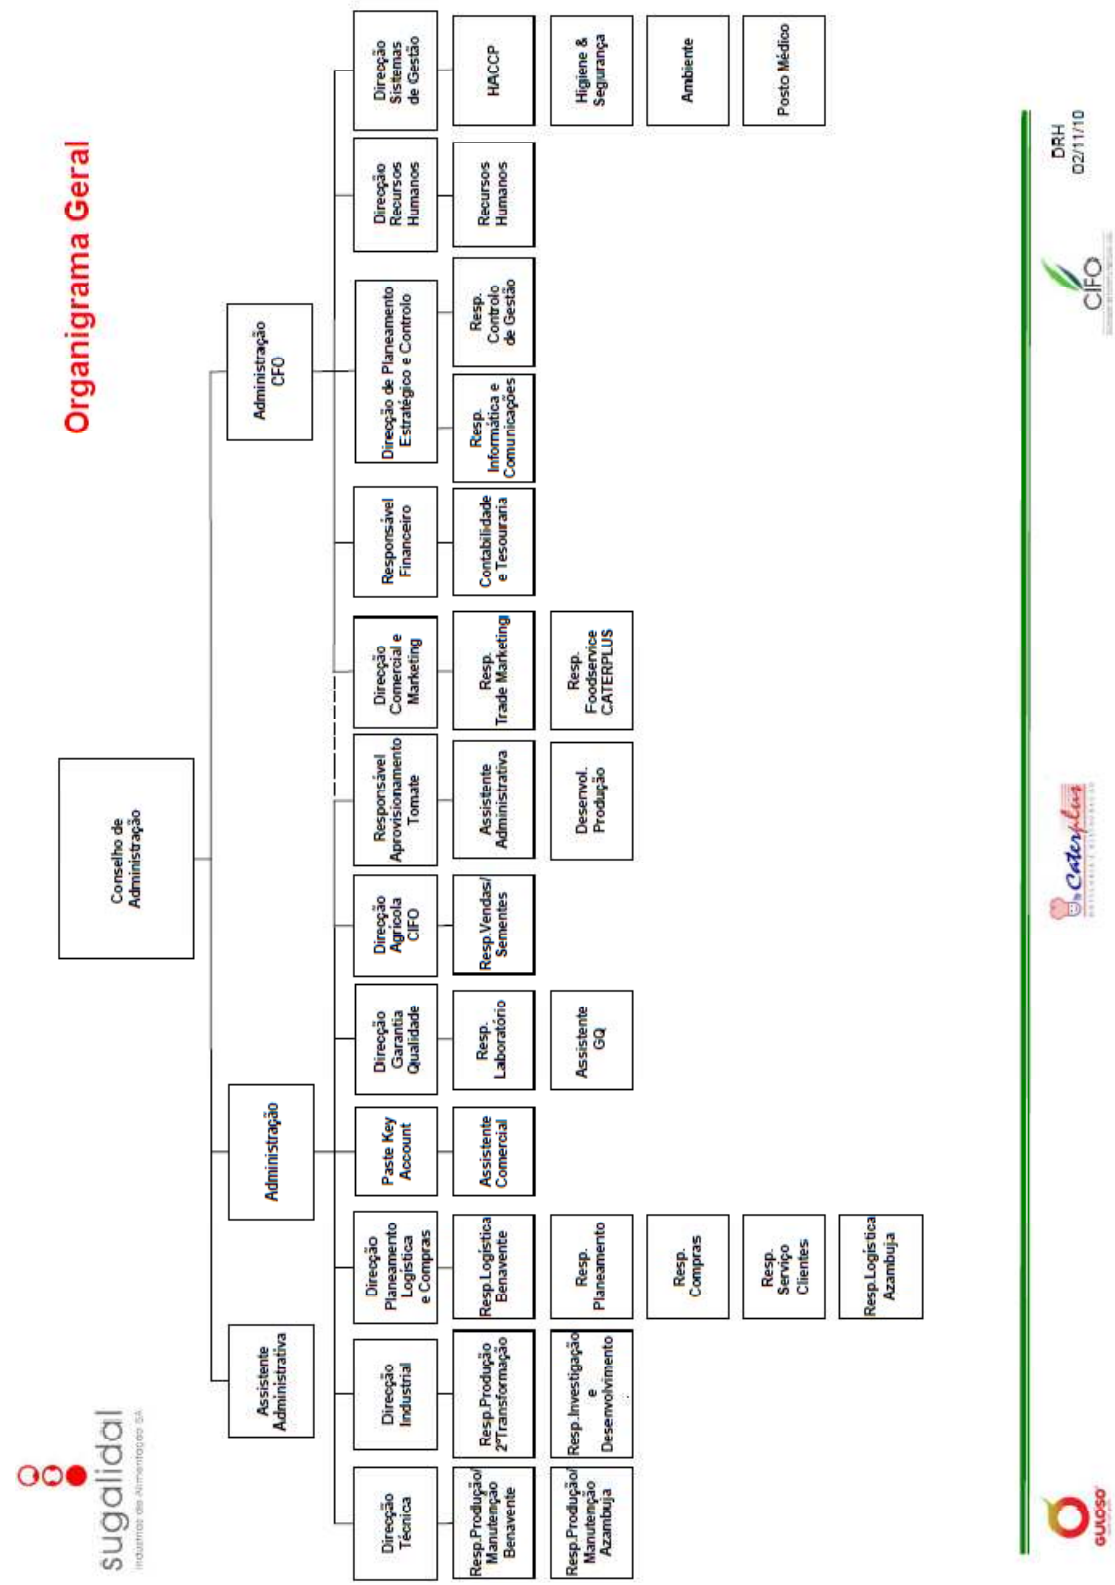 sugalidal
Industrias de Alimentação SA
Organigrama Geral
Conselho de
Administração
Assistente
Administrativa
Administração
Administração
CFO
Direcção
Técnica
Direcção
Industrial
Direcção
Planeamento
Logística
e Compras
Paste Key
Account
Direcção
Garantia
Qualidade
Direcção
Agrícola
CIFO
Responsável
Aprovisionamento
Tomate
Direcção
Comercial e
Marketing
Responsável
Financeiro
Direcção de Planeamento
Estratégico e Controlo
Direcção
Recursos
Humanos
Direcção
Sistemas
de Gestão
Resp.Produção/
Manutenção
Benavente
Resp.Produção
2ªTransformação
Resp.Logística
Benavente
Assistente
Comercial
Resp.
Laboratório
Resp.Vendas/
Sementes
Assistente
Administrativa
Resp.
Trade Marketing
Contabilidade
e Tesouraria
Resp.
Informática e
Comunicações
Resp.
Controlo
de Gestão
Recursos
Humanos
HACCP
Resp.Produção/
Manutenção
Azambuja
Resp.Investigação
e
Desenvolvimento
Resp.
Planeamento
Assistente
GQ
Desenvol.
Produção
Resp.
Foodservice
CATERPLUS
Higiene &
Segurança
Resp.
Compras
Ambiente
Resp.
Serviço
Clientes
Posto Médico
Resp.Logística
Azambuja
GULOSO
Caterplus
CIFO
DRH
02/11/10